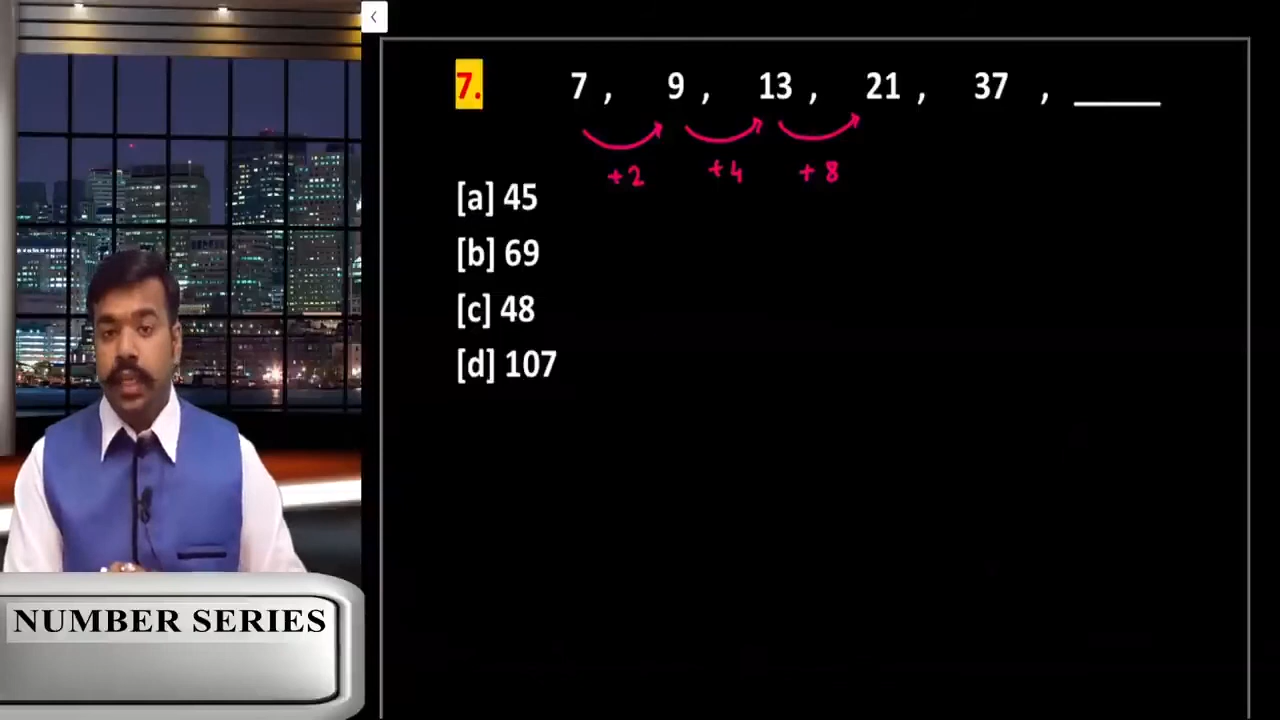 7. 7 , 9 , 13 , 21 , 37 , _____
+2 +4 +8
[a] 45
[b] 69
[c] 48
[d] 107
NUMBER SERIES